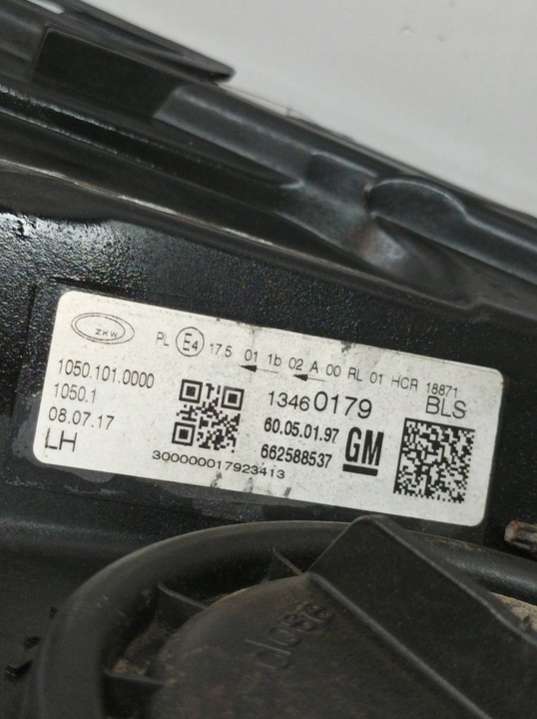 ZKW
PL E4 17.5 01 1b 02 A 00 RL 01 HCR 18871
1050.101.0000
1050.1
08.07.17
LH
13460179
60.05.01.97
662588537
GM
BLS
300000017923413